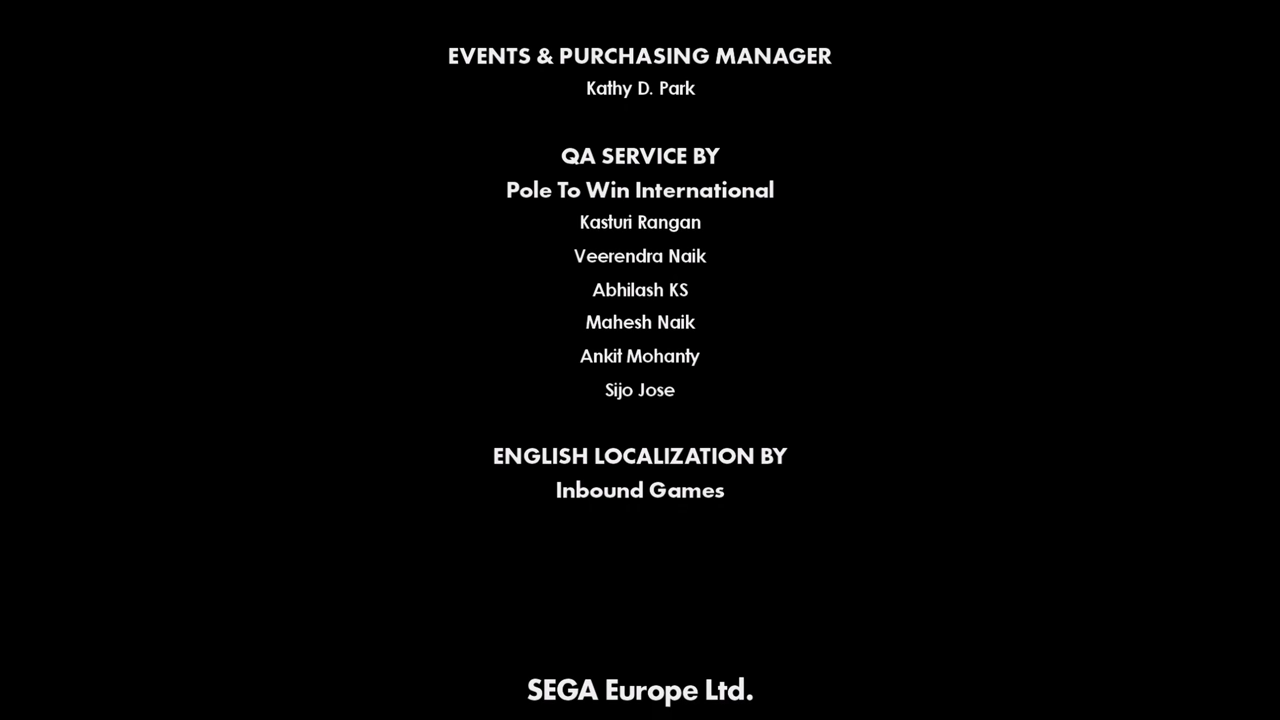 EVENTS & PURCHASING MANAGER
Kathy D. Park
QA SERVICE BY
Pole To Win International
Kasturi Rangan
Veerendra Naik
Abhilash KS
Mahesh Naik
Ankit Mohanty
Sijo Jose
ENGLISH LOCALIZATION BY
Inbound Games
SEGA Europe Ltd.